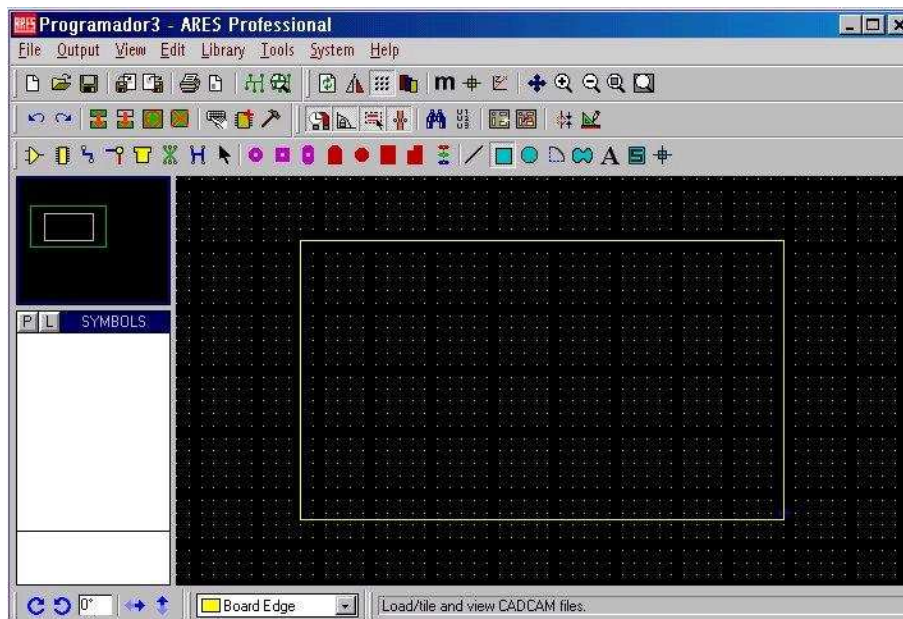 ARES Programador3 - ARES Professional
File Output View Edit Library Tools System Help
m
A S
P L SYMBOLS
0° Board Edge Load/tile and view CADCAM files.